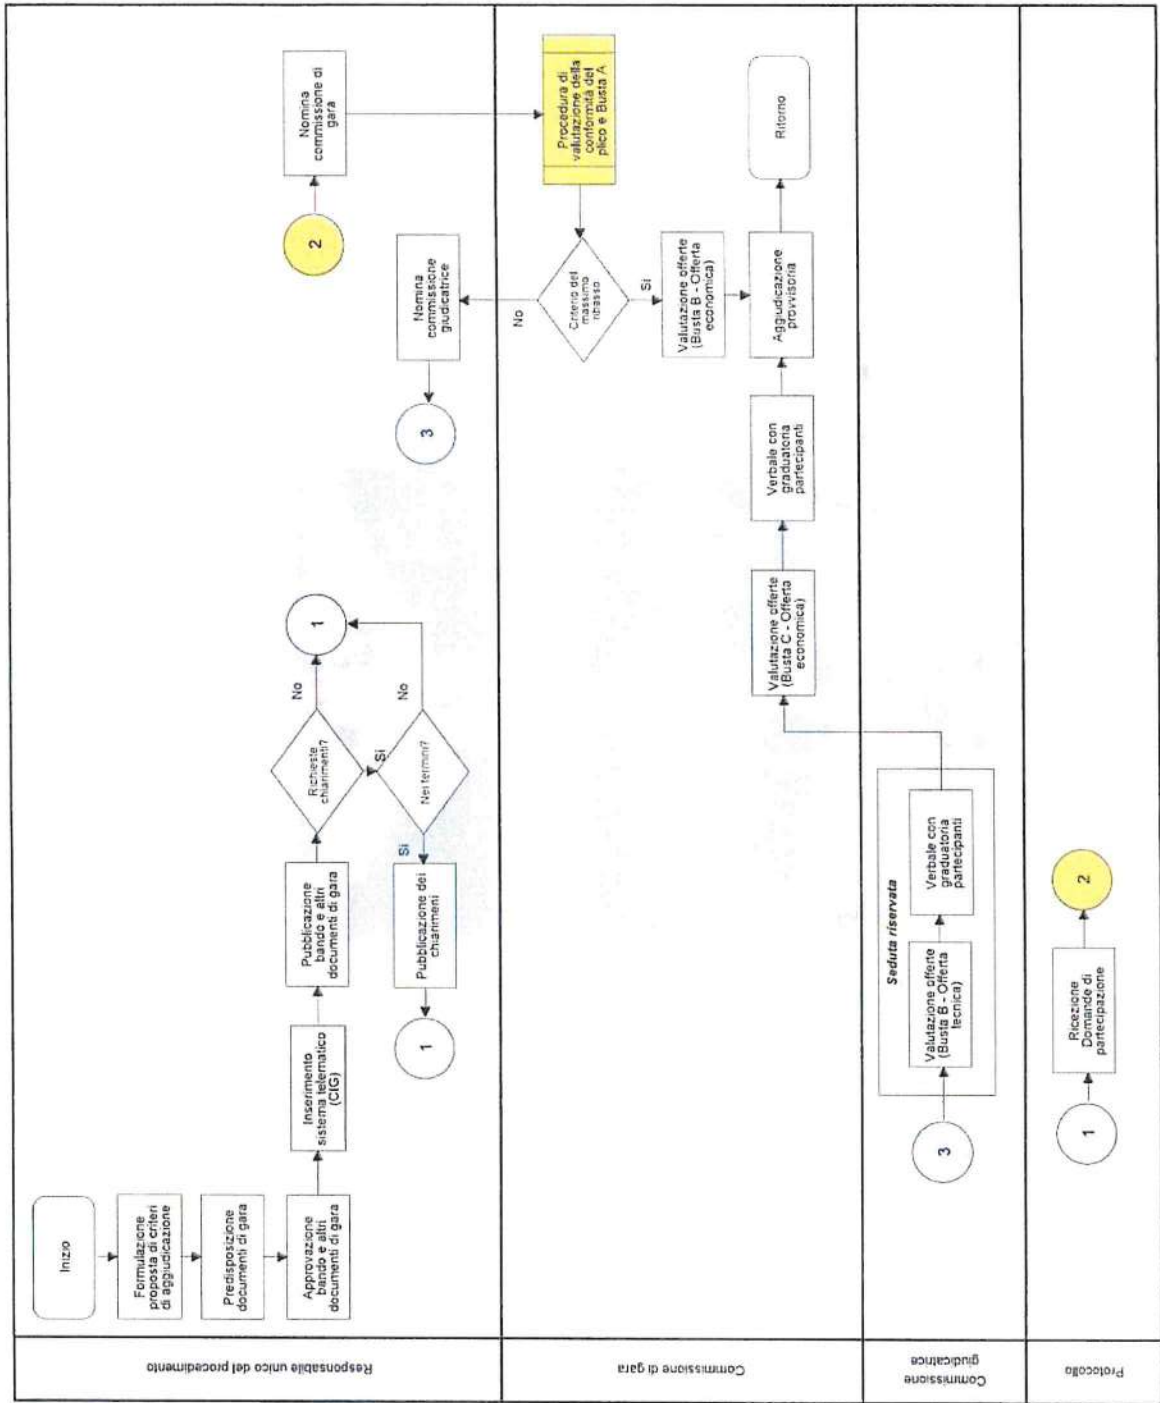 Responsabile unico del procedimento
Inizio
Formulazione
proposta di criteri
di aggiudicazione
Predisposizione
documenti di gara
Approvazione
bando e altri
documenti di gara
Inserimento
sistema telematico
(CIG)
Pubblicazione
bando e altri
documenti di gara
Richieste
chiarimenti?
No
1
Si
Nei termini?
No
Si
Pubblicazione dei
chiarimeni
1
2
Nomina
commissione di
gara
Nomina
commissione
giudicatrice
3
Commissione di gara
Procedura di
valutazione della
conformità del
plico e Busta A
Criterio del
massimo
ribasso
No
Si
Valutazione offerte
(Busta B - Offerta
economica)
Valutazione offerte
(Busta C - Offerta
economica)
Verbale con
graduatoria
partecipanti
Aggiudicazione
provvisoria
Ritorno
Commissione
giudicatrice
Seduta riservata
3
Valutazione offerte
(Busta B - Offerta
tecnica)
Verbale con
graduatoria
partecipanti
Protocollo
1
Ricezione
Domande di
partecipazione
2